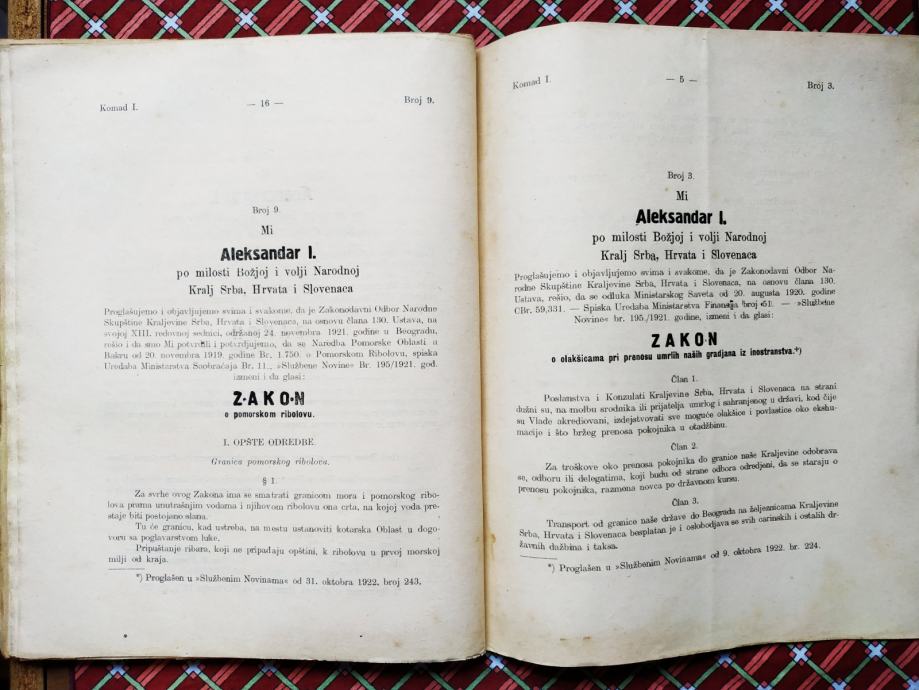 Komad I.
— 16 —
Broj 9.
Broj 9.
Mi
Aleksandar I.
po milosti Božjoj i volji Narodnoj
Kralj Srba, Hrvata i Slovenaca
Proglašujemo i objavljujemo svima i svakome, da je Zakonodavni Odbor Narodne
Skupštine Kraljevine Srba, Hrvata i Slovenaca, na osnovu člana 130. Ustava, na
svojoj XIII. redovnoj sednici, održanoj 24. novembra 1921. godine u Beogradu,
rešio i da smo Mi potvrdili i potvrdjujemo, da se Naredba Pomorske Oblasti u
Bakru od 20. novembra 1919. godine Br. 1.750. o Pomorskom Ribolovu, spiska
Uredaba Ministarstva Saobraćaja Br. 11., »Službene Novine« Br. 195/1921. god.
izmeni i da glasi:
Z·A·K·O·N
o pomorskom ribolovu.
I. OPŠTE ODREDBE.
Granica pomorskog ribolova.
§ 1.
Za svrhe ovog Zakona ima se smatrati granicom mora i pomorskog ribo-
lova prama unutrašnjim vodama i njihovom ribolovu ona crta, na kojoj voda pre-
staje biti postojano slana.
Tu će granicu, kad ustreba, na mestu ustanoviti kotarska Oblast u dogo-
voru sa poglavarstvom luke.
Pripuštanje ribara, koji ne pripadaju opštini, k ribolovu u prvoj morskoj
milji od kraja.
*) Proglašen u »Službenim Novinama« od 31. oktobra 1922, broj 243.
Komad I.
— 5 —
Broj 3.
Broj 3.
Mi
Aleksandar I.
po milosti Božjoj i volji Narodnoj
Kralj Srba, Hrvata i Slovenaca
Proglašujemo i objavljujemo svima i svakome, da je Zakonodavni Odbor Na-
rodne Skupštine Kraljevine Srba, Hrvata i Slovenaca, na osnovu člana 130.
Ustava, rešio, da se odluka Ministarskog Saveta od 20. augusta 1920. godine
CBr. 59,331. — Spiska Uredaba Ministarstva Finansija broj 51. — »Službene
Novine« br. 195./1921. godine, izmeni i da glasi:
ZAKON
o olakšicama pri prenosu umrlih naših gradjana iz inostranstva.*)
Član 1.
Poslanstva i Konzulati Kraljevine Srba, Hrvata i Slovenaca na strani
dužni su, na molbu srodnika ili prijatelja umrlog i sahranjenog u državi, kod čije
su Vlade akrediovani, izdejstvovati sve moguće olakšice i povlastice oko ekshu-
macije i što bržeg prenosa pokojnika u otadžbinu.
Član 2.
Za troškove oko prenosa pokojnika do granice naše Kraljevine odobrava
se, odboru ili delegatima, koji budu od strane odbora odredjeni, da se staraju o
prenosu pokojnika, razmena novca po državnom kursu.
Član 3.
Transport od granice naše države do Beograda na željeznicama Kraljevine
Srba, Hrvata i Slovenaca besplatan je i oslobodjava se svih carinskih i ostalih dr-
žavnih dažbina i taksa.
*) Proglašen u »Službenim Novinama« od 9. oktobra 1922. br. 224.